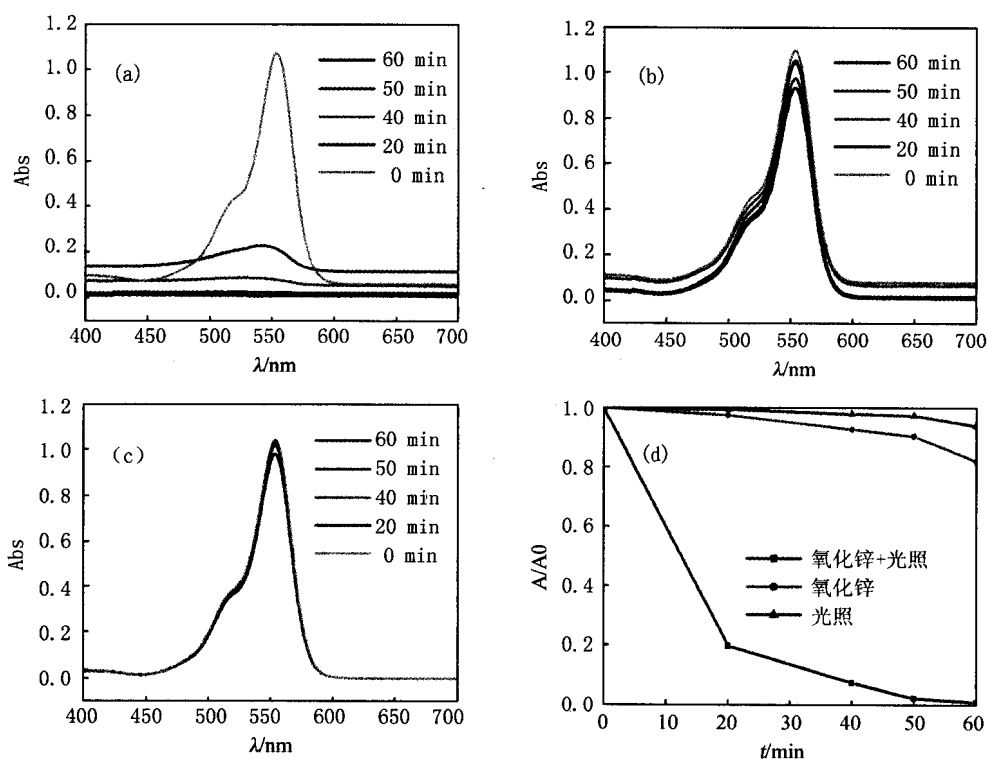 1.2
1.0
0.8
0.6
0.4
0.2
0.0
Abs
(a)
60 min
50 min
40 min
20 min
0 min
400 450 500 550 600 650 700
λ/nm
1.2
1.0
0.8
0.6
0.4
0.2
0.0
Abs
(b)
60 min
50 min
40 min
20 min
0 min
400 450 500 550 600 650 700
λ/nm
1.2
1.0
0.8
0.6
0.4
0.2
0.0
Abs
(c)
60 min
50 min
40 min
20 min
0 min
400 450 500 550 600 650 700
λ/nm
1.0
0.8
0.6
0.4
0.2
0.0
A/A0
(d)
氧化锌+光照
氧化锌
光照
0 10 20 30 40 50 60
t/min